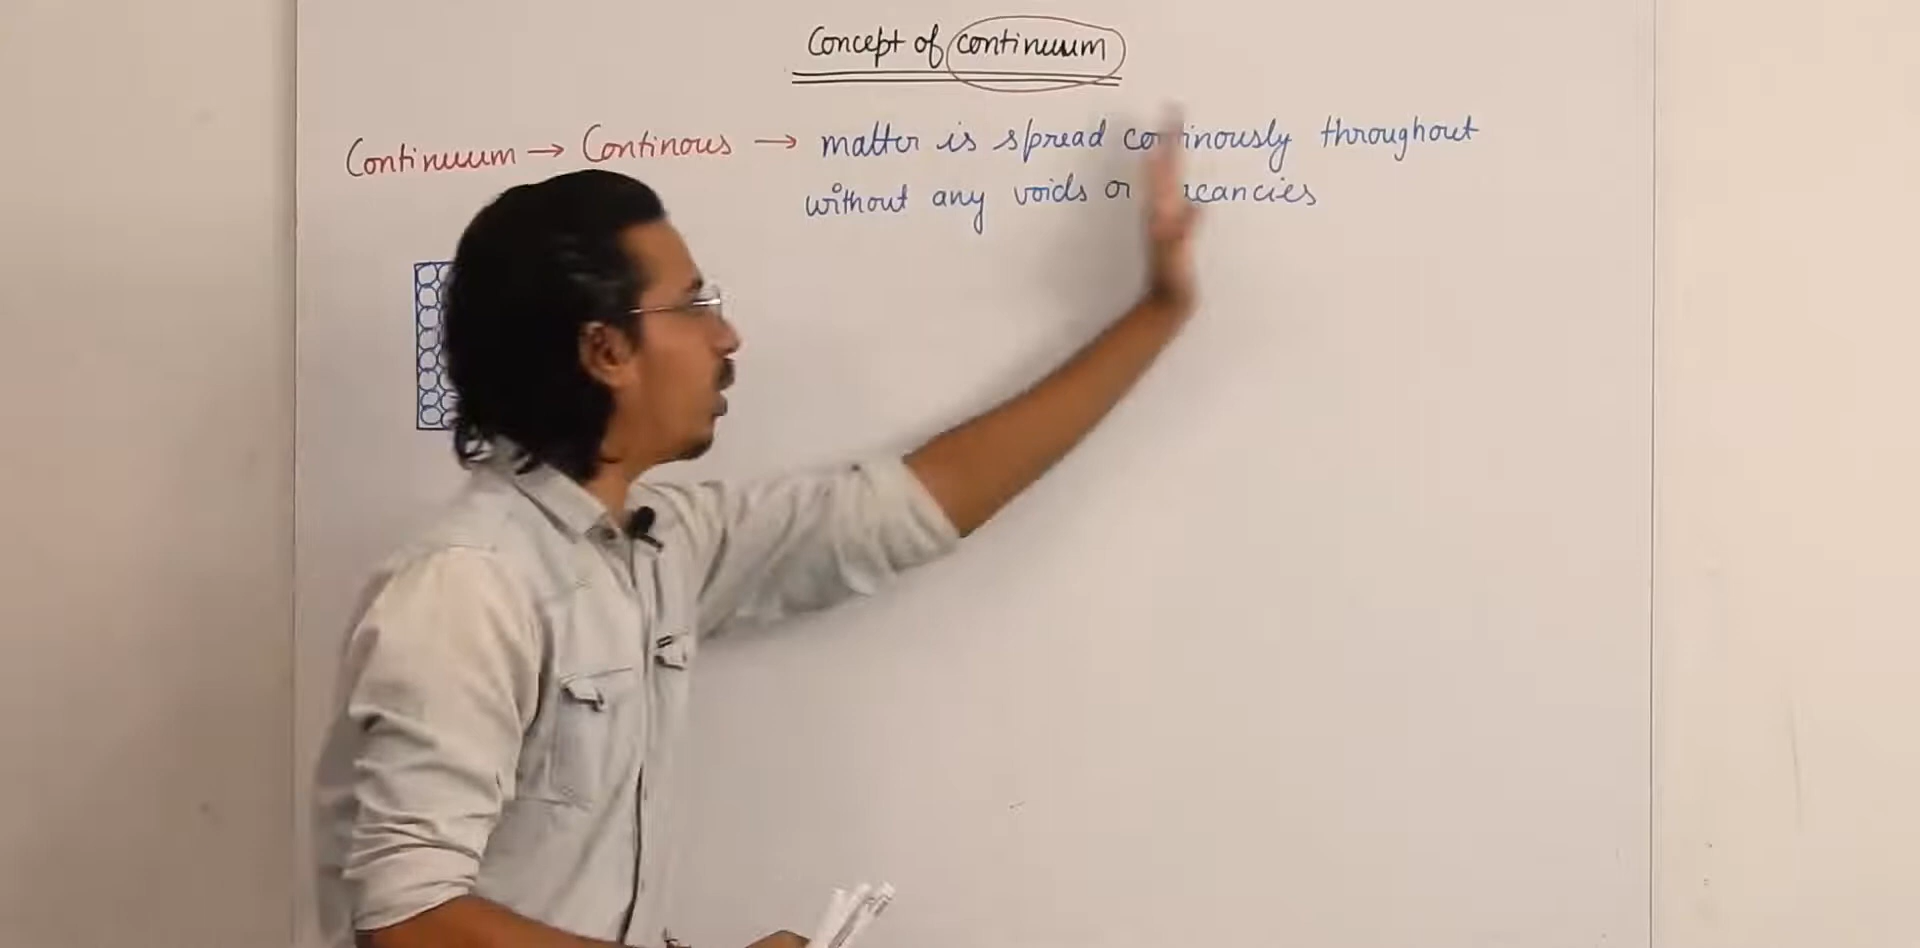 Concept of continuum
Continuum → Continous → matter is spread continously throughout
without any voids or